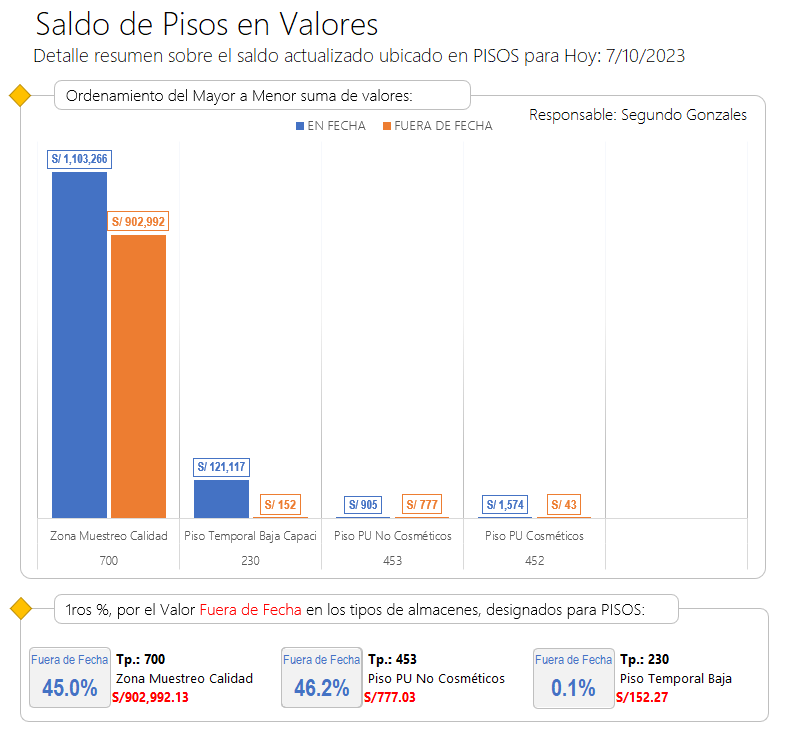 Saldo de Pisos en Valores
Detalle resumen sobre el saldo actualizado ubicado en PISOS para Hoy: 7/10/2023
Ordenamiento del Mayor a Menor suma de valores:
Responsable: Segundo Gonzales
EN FECHA FUERA DE FECHA
S/ 1,103,266
S/ 902,992
S/ 121,117
S/ 152
S/ 905
S/ 777
S/ 1,574
S/ 43
Zona Muestreo Calidad Piso Temporal Baja Capaci Piso PU No Cosméticos Piso PU Cosméticos
700 230 453 452
1ros %, por el Valor Fuera de Fecha en los tipos de almacenes, designados para PISOS:
Fuera de Fecha
45.0%
Tp.: 700
Zona Muestreo Calidad
S/902,992.13
Fuera de Fecha
46.2%
Tp.: 453
Piso PU No Cosméticos
S/777.03
Fuera de Fecha
0.1%
Tp.: 230
Piso Temporal Baja
S/152.27